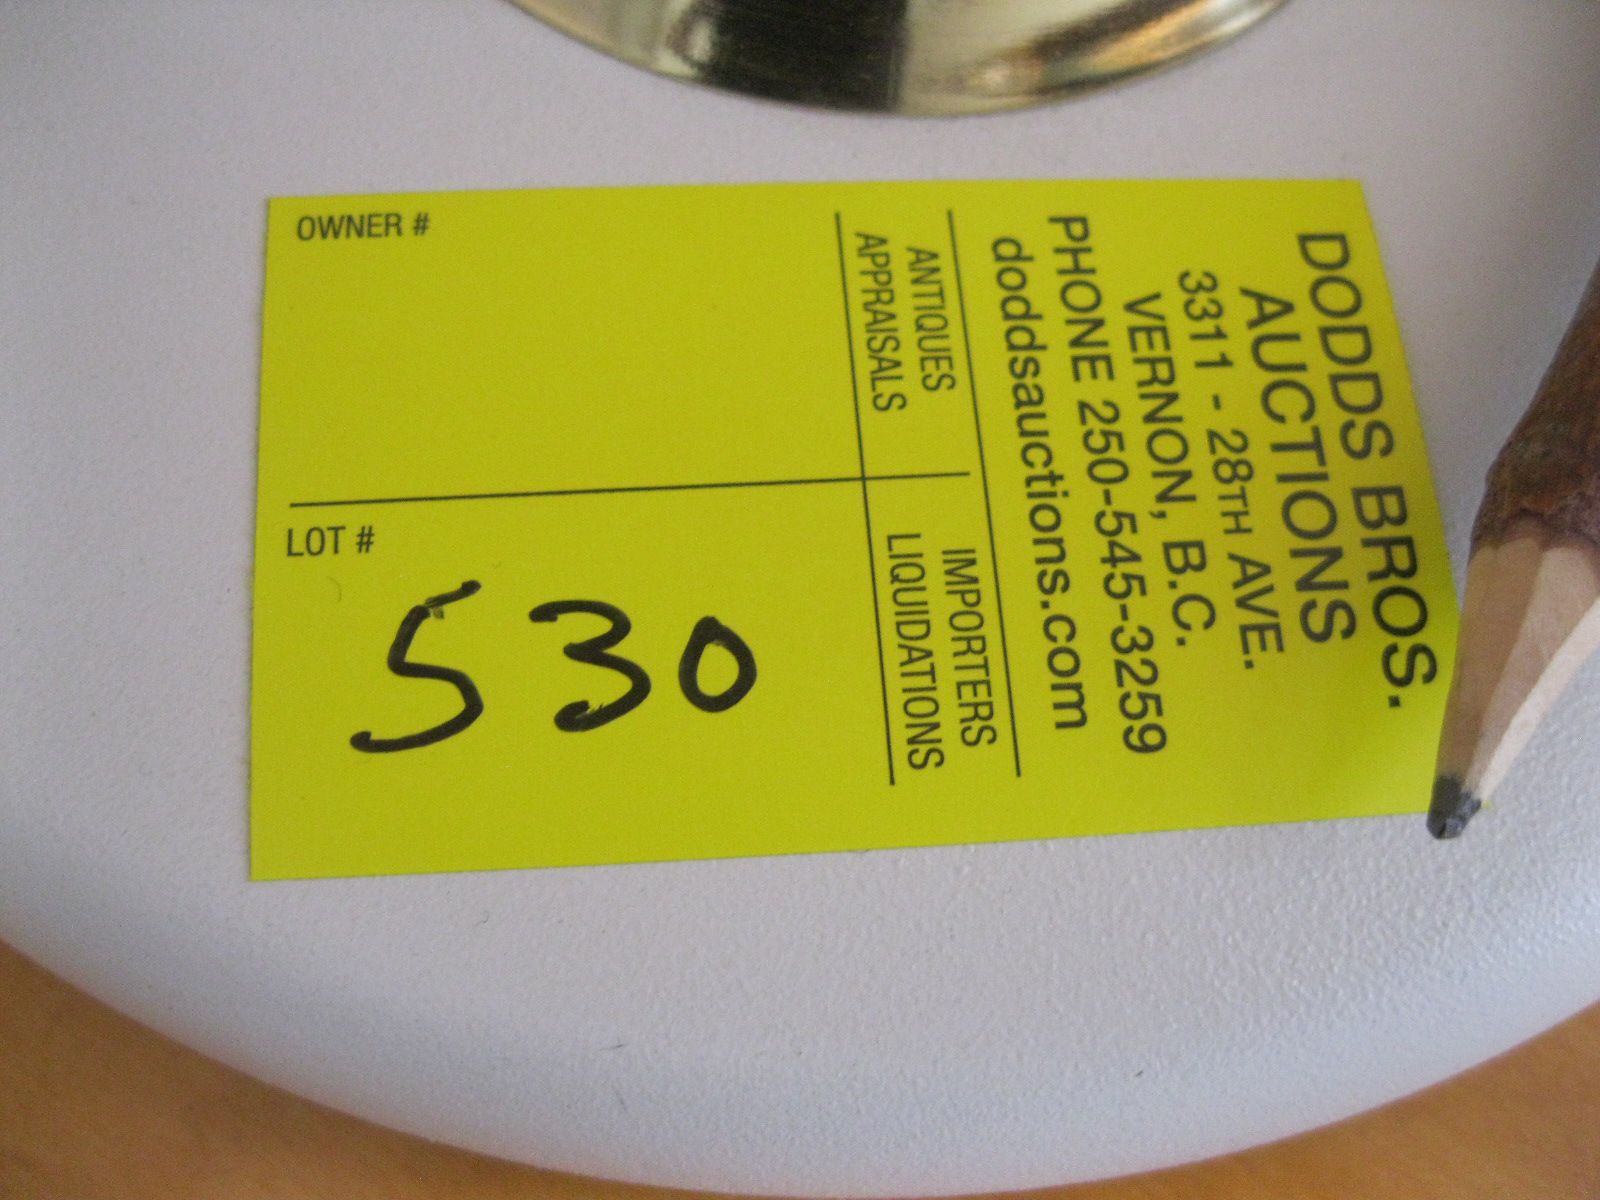 DODDS BROS.
AUCTIONS
3311 - 28TH AVE.
VERNON, B.C.
PHONE 250-545-3259
doddsauctions.com
ANTIQUES
APPRAISALS
IMPORTERS
LIQUIDATIONS
OWNER #
LOT #
530